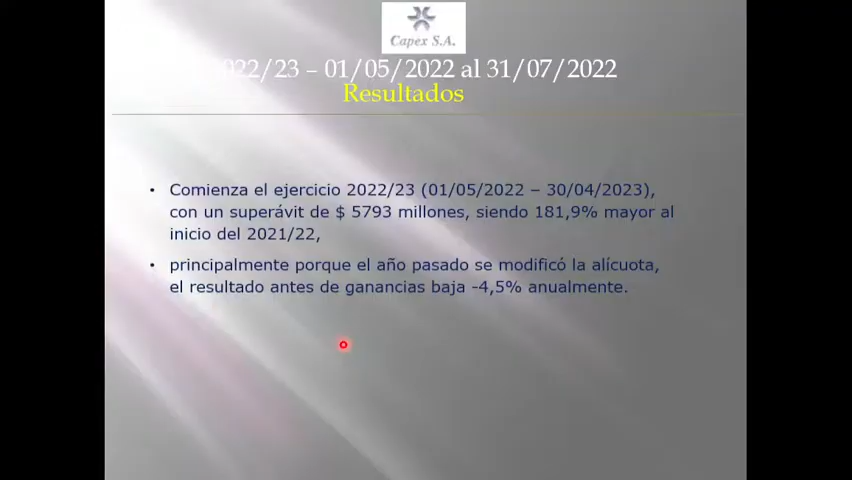 Capex S.A.
022/23 – 01/05/2022 al 31/07/2022
Resultados
• Comienza el ejercicio 2022/23 (01/05/2022 – 30/04/2023),
con un superávit de $ 5793 millones, siendo 181,9% mayor al
inicio del 2021/22,
• principalmente porque el año pasado se modificó la alícuota,
el resultado antes de ganancias baja -4,5% anualmente.